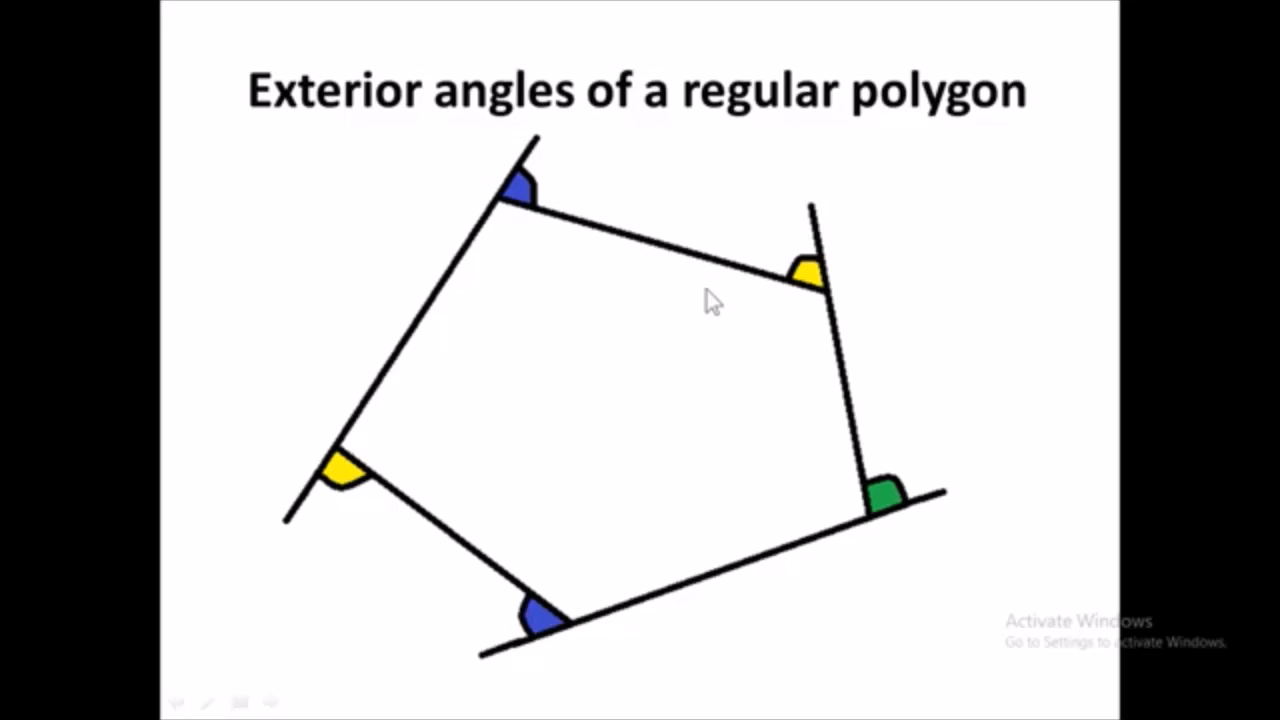 Exterior angles of a regular polygon
Activate Windows
Go to Settings to activate Windows.